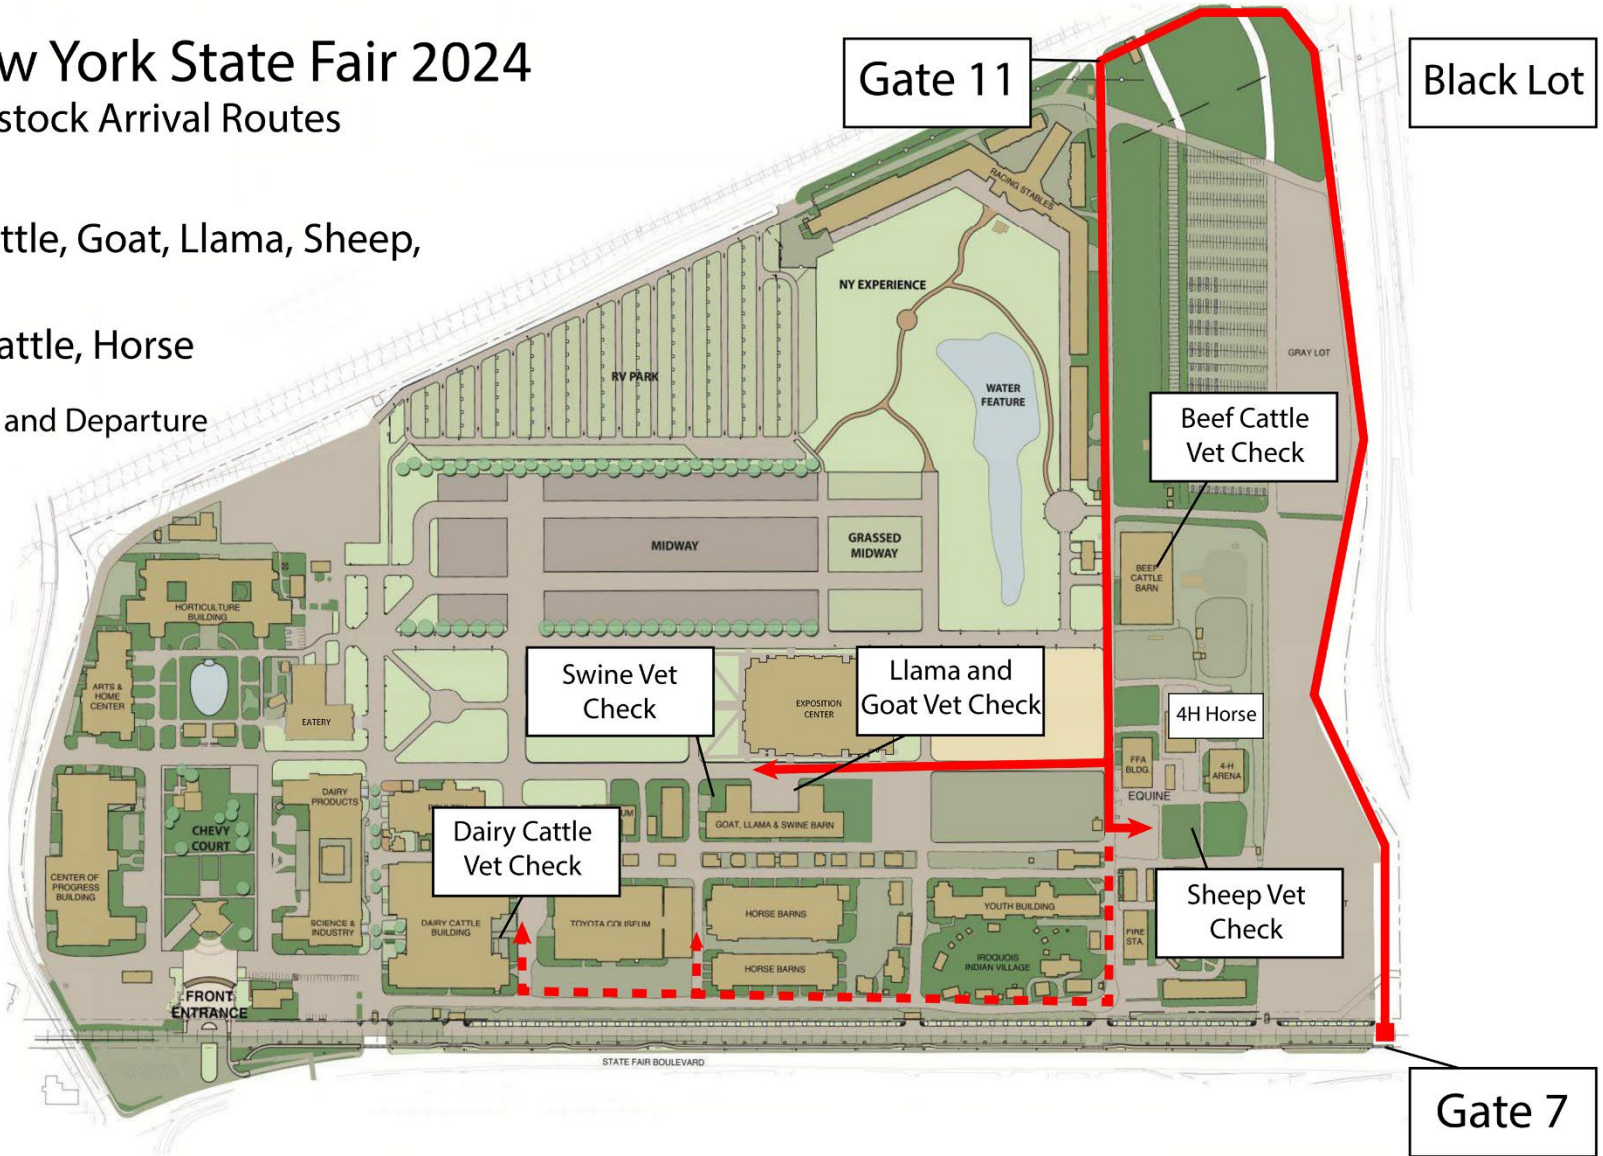 w York State Fair 2024
stock Arrival Routes
ttle, Goat, Llama, Sheep,
attle, Horse
and Departure
Gate 11
Black Lot
RACING STABLES
NY EXPERIENCE
WATER
FEATURE
RV PARK
GRAY LOT
Beef Cattle
Vet Check
MIDWAY
GRASSED
MIDWAY
BEEF
CATTLE
BARN
HORTICULTURE
BUILDING
ARTS &
HOME
CENTER
EATERY
Swine Vet
Check
EXPOSITION
CENTER
Llama and
Goat Vet Check
4H Horse
FFA
BLDG.
4-H
ARENA
EQUINE
DAIRY
PRODUCTS
CHEVY
COURT
UM
GOAT, LLAMA & SWINE BARN
Dairy Cattle
Vet Check
CENTER OF
PROGRESS
BUILDING
SCIENCE &
INDUSTRY
DAIRY CATTLE
BUILDING
TOYOTA COLISEUM
HORSE BARNS
HORSE BARNS
YOUTH BUILDING
IROQUOIS
INDIAN VILLAGE
FIRE
STA.
Sheep Vet
Check
T
FRONT
ENTRANCE
STATE FAIR BOULEVARD
Gate 7